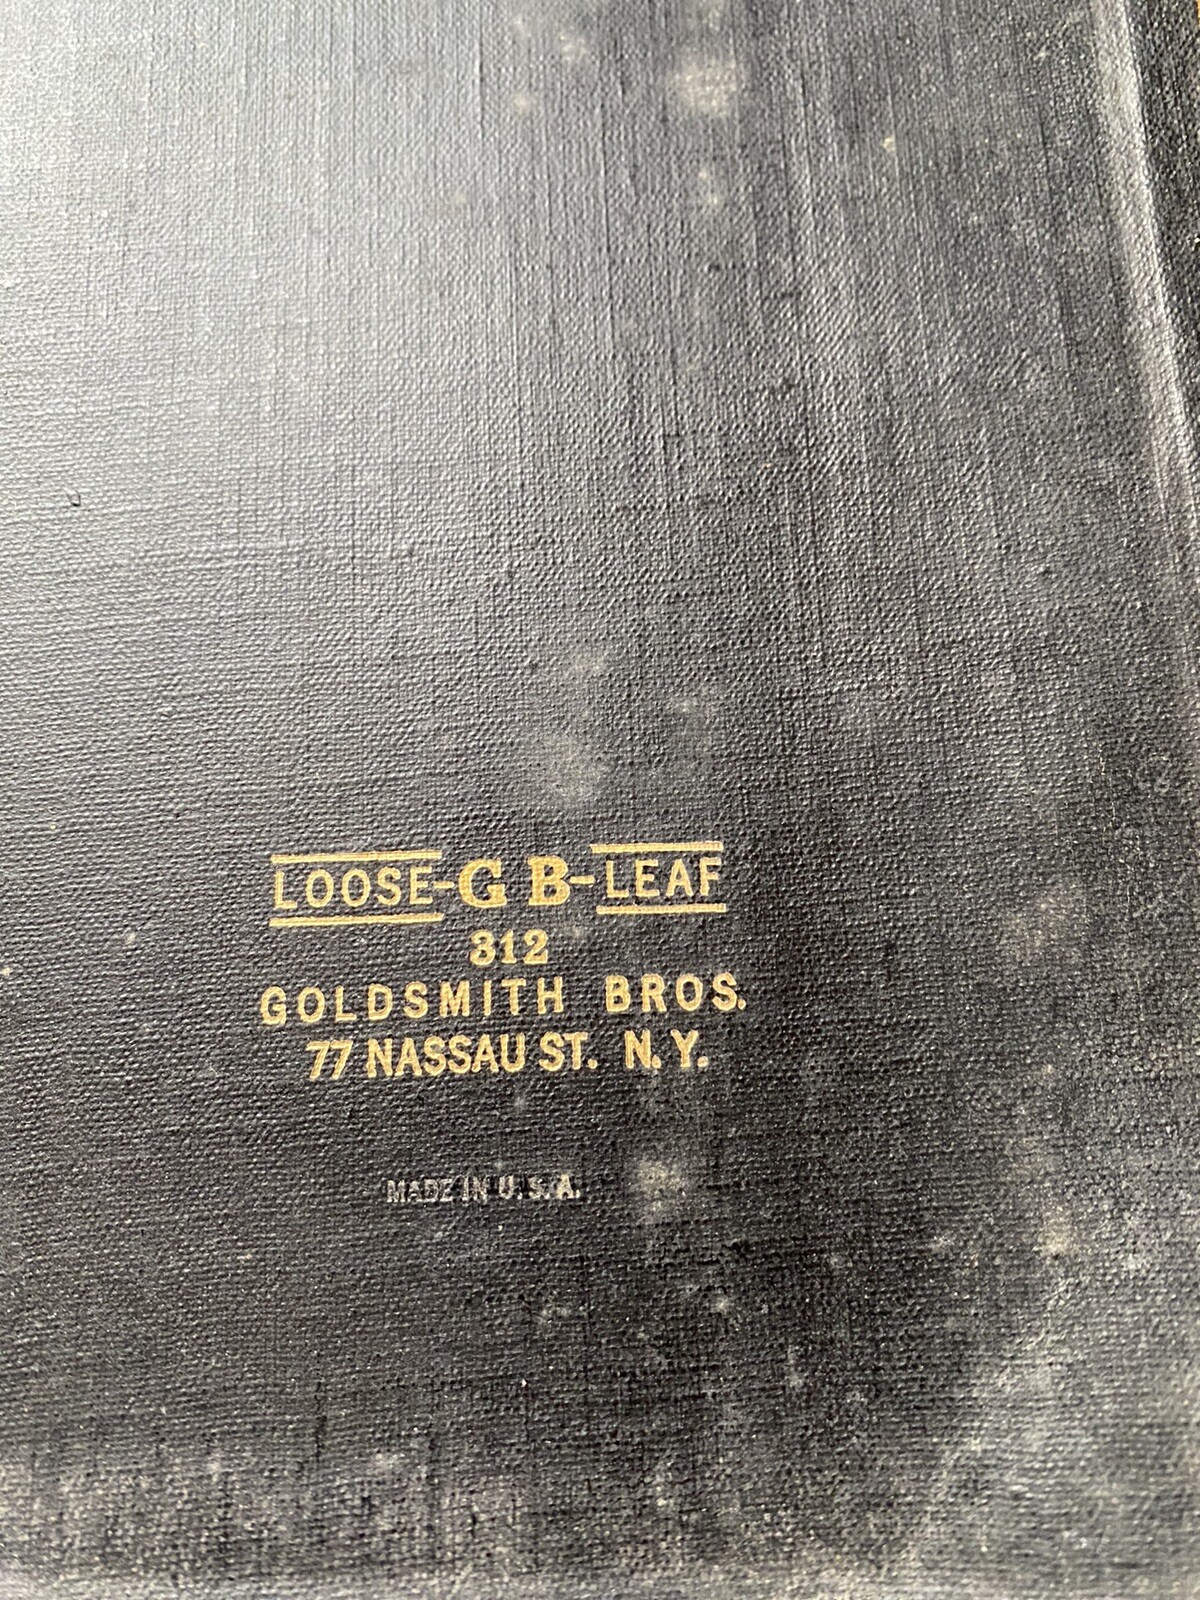 LOOSE-G B-LEAF
312
GOLDSMITH BROS.
77 NASSAU ST. N.Y.
MADE IN U.S.A.